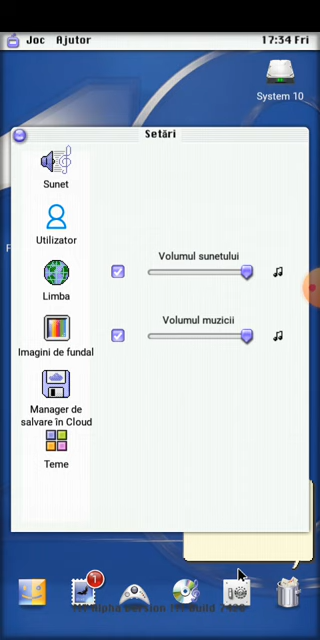 Joc Ajutor 17:34 Fri
System 10
Setări
Sunet
Utilizator
Limba
Imagini de fundal
Manager de
salvare în Cloud
Teme
Volumul sunetului
Volumul muzicii
1